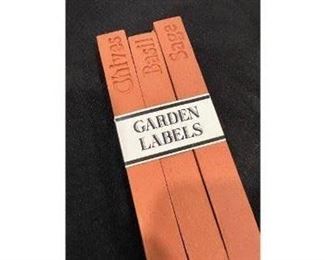 Chives
Basil
Sage
GARDEN
LABELS